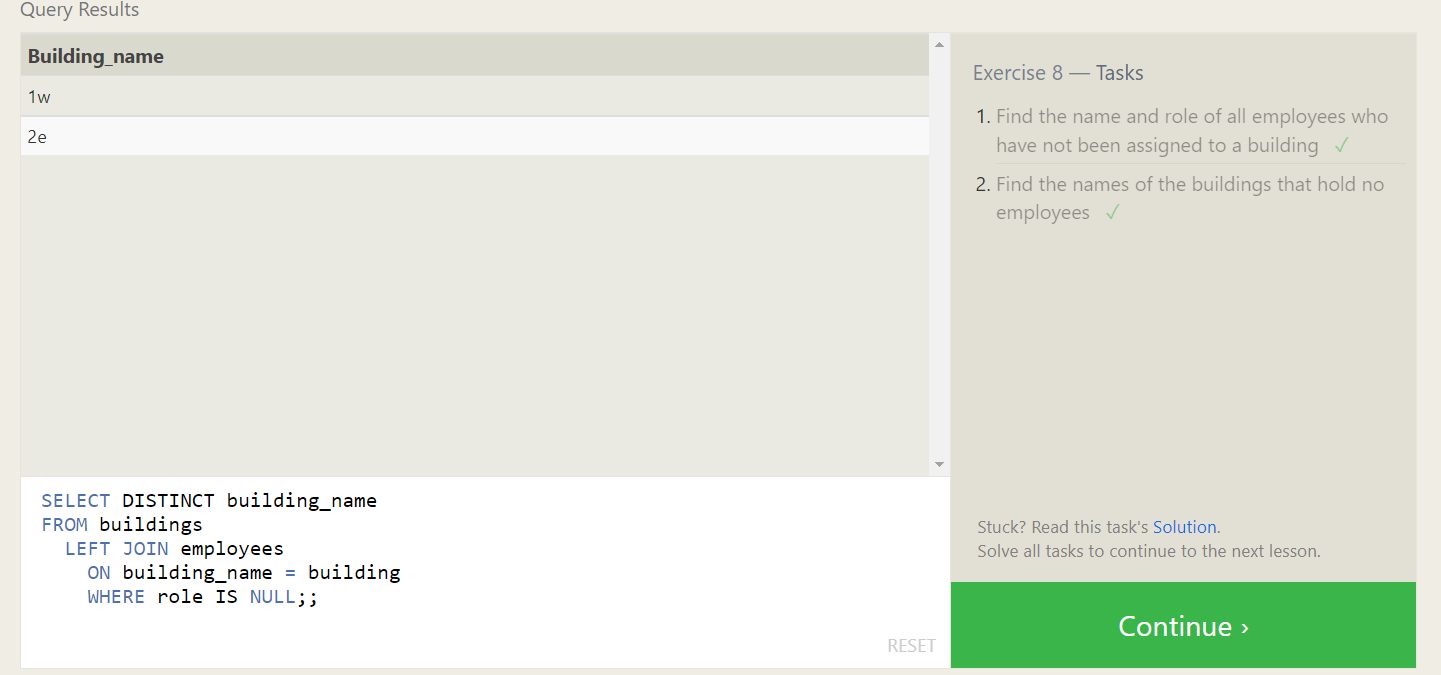 Query Results
Building_name
1w
2e
SELECT DISTINCT building_name
FROM buildings
LEFT JOIN employees
ON building_name = building
WHERE role IS NULL;;
RESET
Exercise 8 — Tasks
1. Find the name and role of all employees who
have not been assigned to a building ✓
2. Find the names of the buildings that hold no
employees ✓
Stuck? Read this task's Solution.
Solve all tasks to continue to the next lesson.
Continue ›